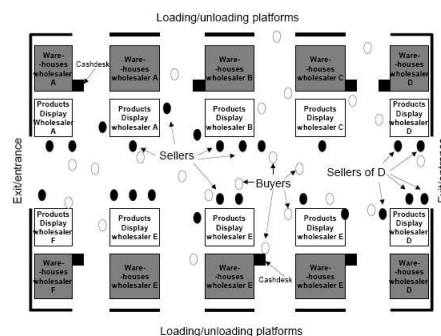 Loading/unloading platforms
Ware-
-houses
wholesaler
A
Cashdesk
Ware-
-houses
wholesaler A
Ware-
-houses
wholesaler
B
Ware-
-houses
wholesaler
C
Ware-
-houses
wholesaler
D
Products
Display
Wholesaler
A
Products
Display
wholesaler A
Products
Display
wholesaler B
Products
Display
wholesaler C
Products
Display
wholesaler
D
Exit/entrance
Sellers
Buyers
Sellers of D
Products
Display
wholesaler
F
Products
Display
wholesaler E
Products
Display
wholesaler E
Products
Display
wholesaler E
Products
Display
wholesaler
D
Ware-
-houses
wholesaler
F
Ware-
-houses
wholesaler E
Ware-
-houses
wholesaler E
Cashdesk
Ware-
-houses
wholesaler E
Ware-
-houses
wholesaler
D
Loading/unloading platforms